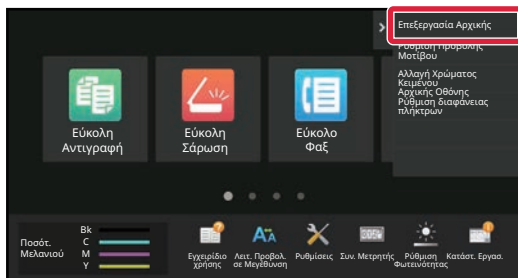 Επεξεργασία Αρχικής
Ρύθμιση Προβολής
Μοτίβου
Αλλαγή Χρώματος
Κειμένου
Αρχικής Οθόνης
Ρύθμιση διαφάνειας
πλήκτρων
Εύκολη
Αντιγραφή
Εύκολη
Σάρωση
Εύκολο
Φαξ
Ποσότ.
Μελανιού
Bk
C
M
Y
Εγχειρίδιο
χρήσης
Λειτ. Προβολ.
σε Μεγέθυνση
Ρυθμίσεις
Συν. Μετρητής
Ρύθμιση
Φωτεινότητας
Κατάστ. Εργασ.